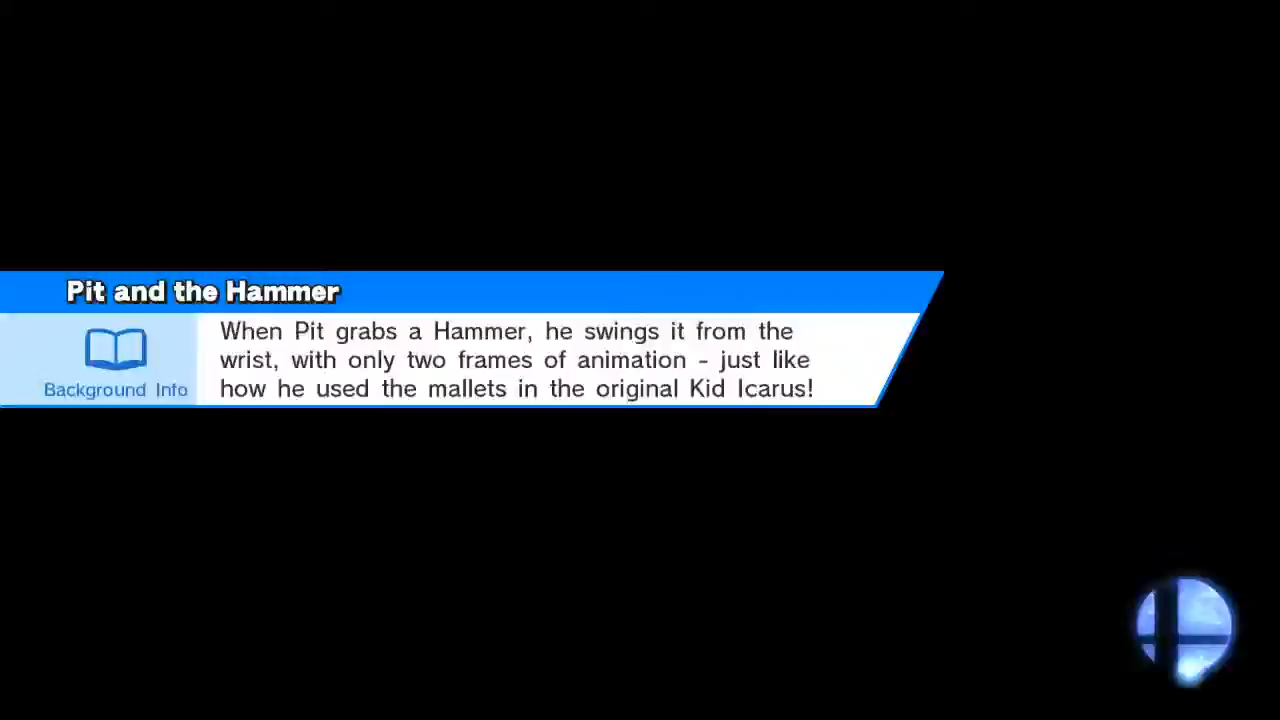 Pit and the Hammer
When Pit grabs a Hammer, he swings it from the
wrist, with only two frames of animation – just like
how he used the mallets in the original Kid Icarus!
Background Info